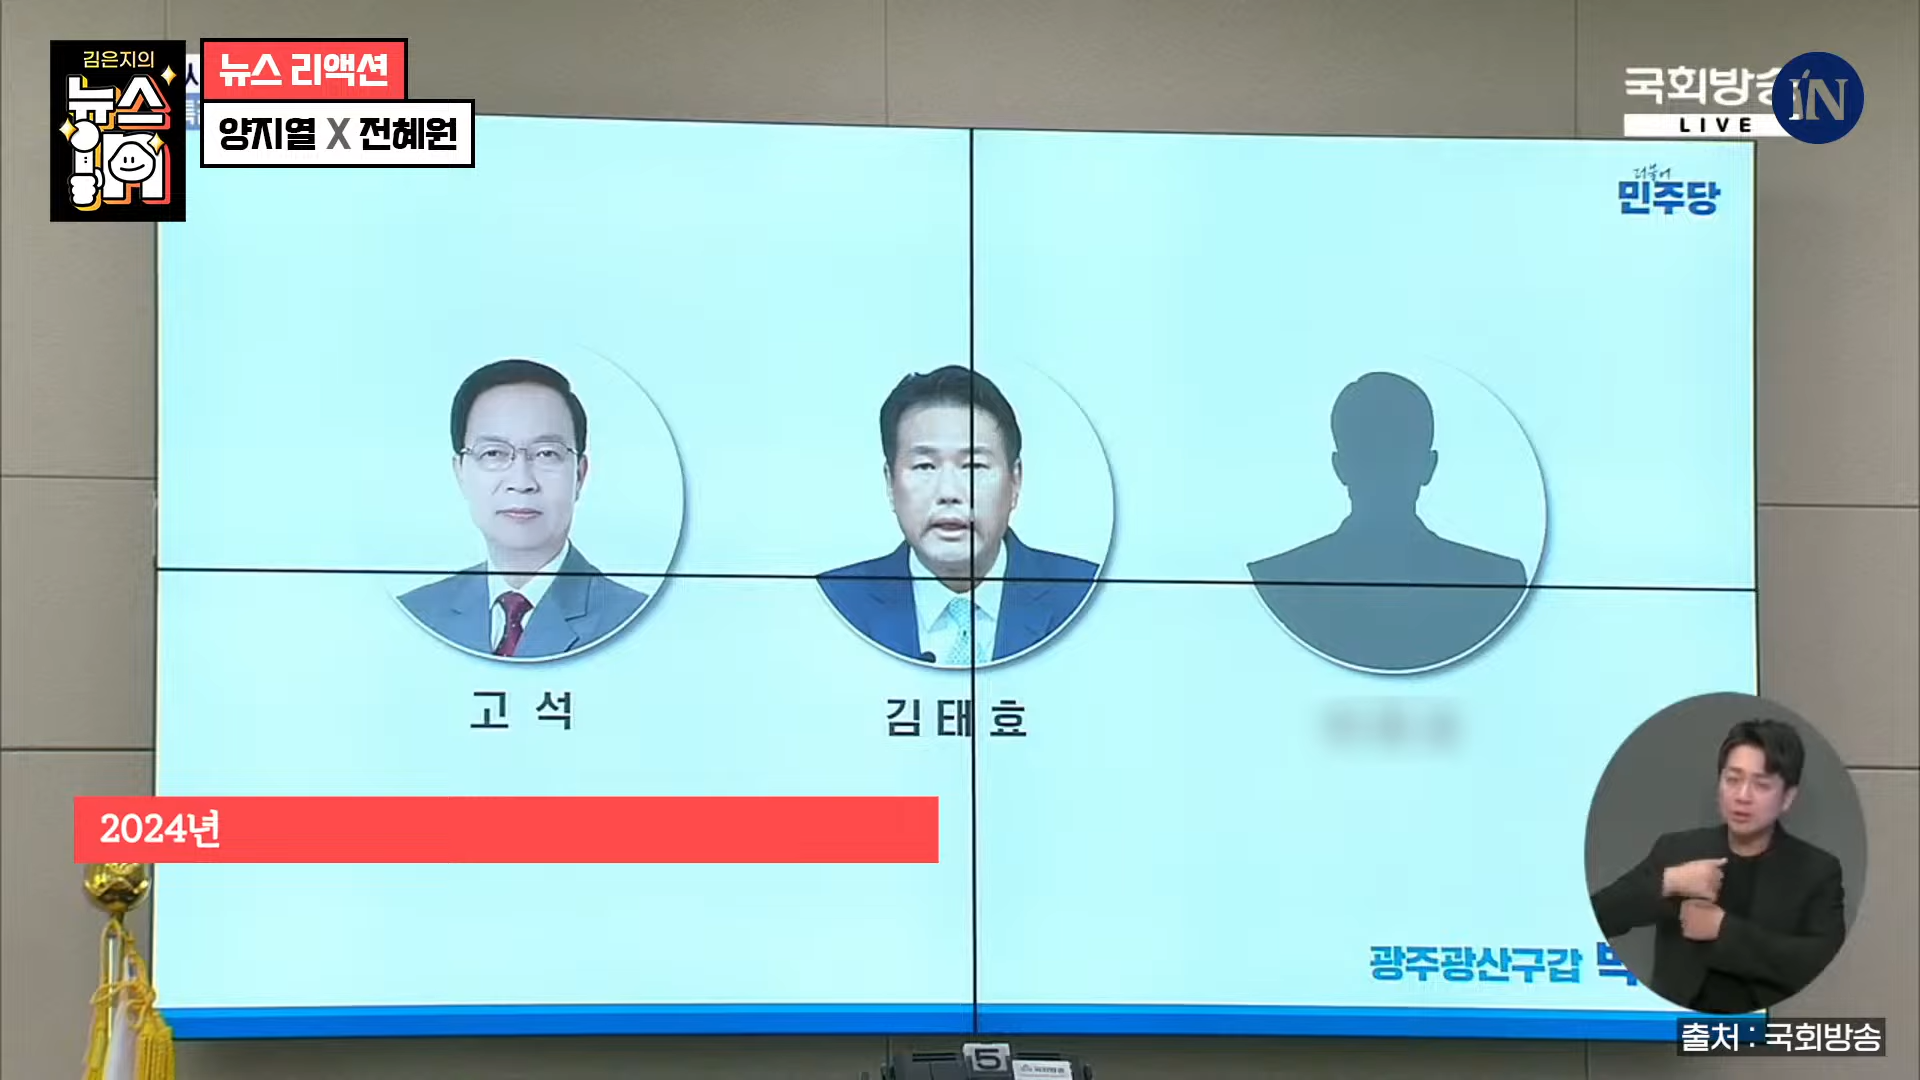 김은지의
뉴스
IN
뉴스 리액션
양지열 X 전혜원
국회방송
LIVE
IN
더불어
민주당
고 석
김태효
2024년
광주광산구갑
출처 : 국회방송
5